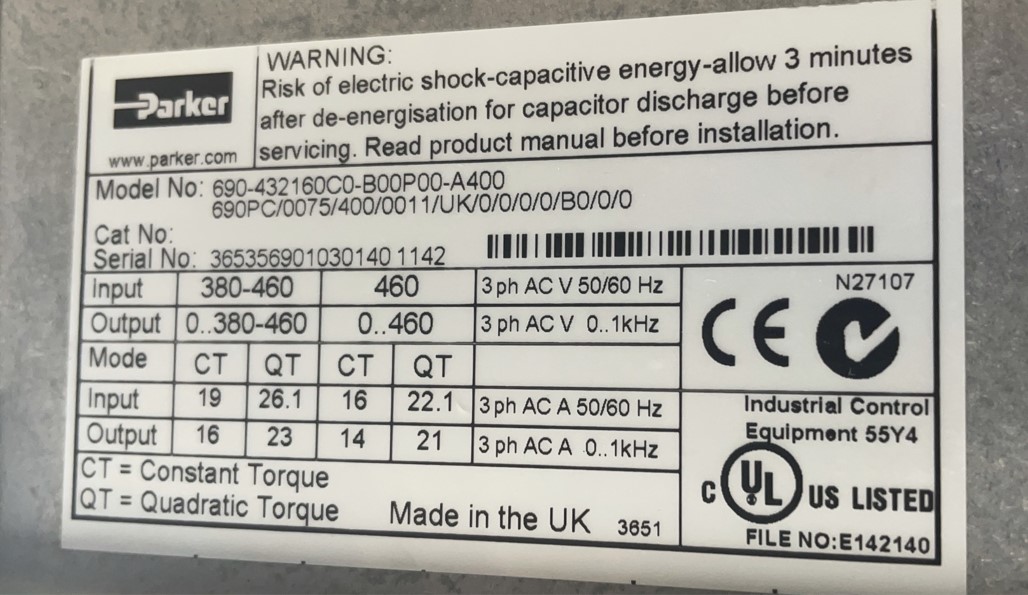 WARNING:
Risk of electric shock-capacitive energy-allow 3 minutes
after de-energisation for capacitor discharge before
servicing. Read product manual before installation.
Parker
www.parker.com
Model No: 690-432160C0-B00P00-A400
690PC/0075/400/0011/UK/0/0/0/0/B0/0/0
Cat No:
Serial No: 365356901030140 1142
Input 380-460 460 3 ph AC V 50/60 Hz
Output 0..380-460 0..460 3 ph AC V 0..1kHz
Mode CT QT CT QT
Input 19 26.1 16 22.1 3 ph AC A 50/60 Hz
Output 16 23 14 21 3 ph AC A 0..1kHz
CT = Constant Torque
QT = Quadratic Torque
Made in the UK 3651
N27107
CE
Industrial Control
Equipment 55Y4
C UL US LISTED
FILE NO:E142140